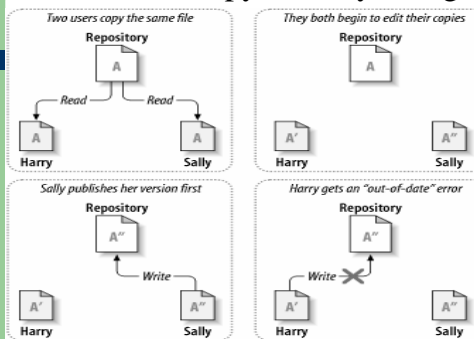 Two users copy the same file
Repository
A
Read
Read
A
A
Harry
Sally
They both begin to edit their copies
Repository
A
A'
A"
Harry
Sally
Sally publishes her version first
Repository
A"
Write
A'
A"
Harry
Sally
Harry gets an "out-of-date" error
Repository
A"
Write
A'
A"
Harry
Sally